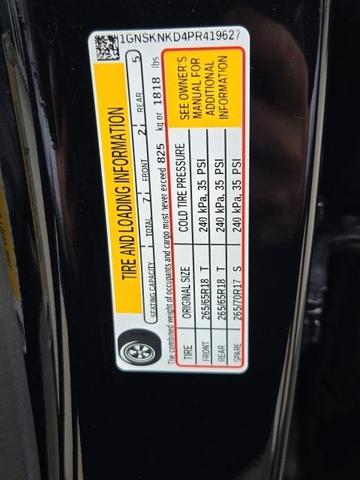 1GNSKNKD4PR419627
TIRE AND LOADING INFORMATION
SEATING CAPACITY TOTAL 7 FRONT 2 REAR 5
The combined weight of occupants and cargo must never exceed 825 kg or 1818 lbs
TIRE ORIGINAL SIZE COLD TIRE PRESSURE
FRONT 265/65R18 T 240 kPa, 35 PSI
REAR 265/65R18 T 240 kPa, 35 PSI
SPARE 265/70R17 S 240 kPa, 35 PSI
SEE OWNER'S
MANUAL FOR
ADDITIONAL
INFORMATION